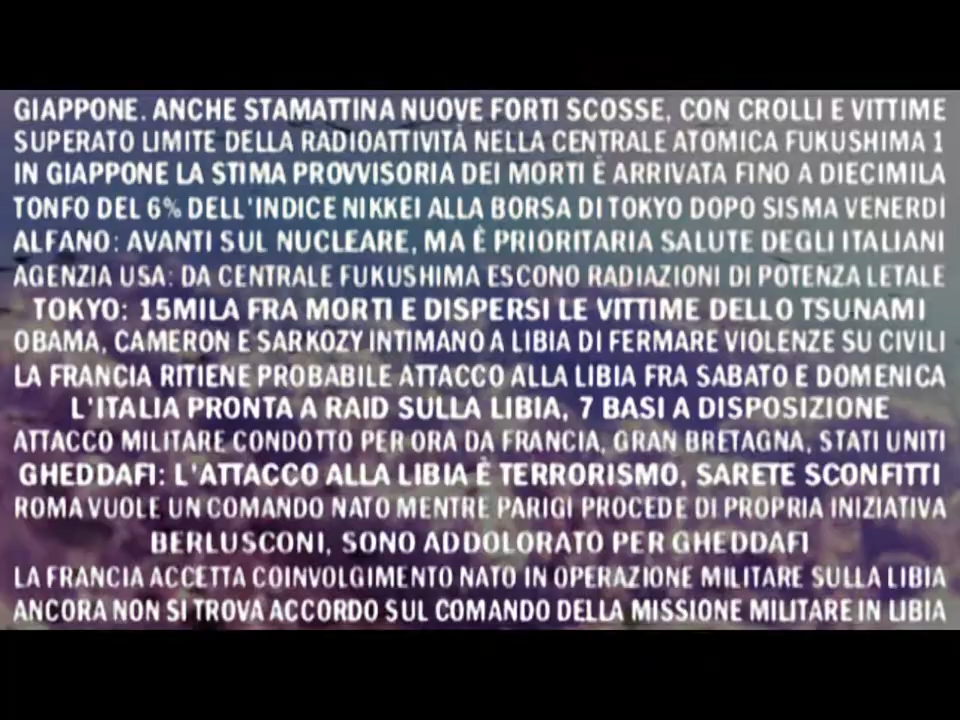 GIAPPONE. ANCHE STAMATTINA NUOVE FORTI SCOSSE, CON CROLLI E VITTIME
SUPERATO LIMITE DELLA RADIOATTIVITÀ NELLA CENTRALE ATOMICA FUKUSHIMA 1
IN GIAPPONE LA STIMA PROVVISORIA DEI MORTI È ARRIVATA FINO A DIECIMILA
TONFO DEL 6% DELL'INDICE NIKKEI ALLA BORSA DI TOKYO DOPO SISMA VENERDÌ
ALFANO: AVANTI SUL NUCLEARE, MA È PRIORITARIA SALUTE DEGLI ITALIANI
AGENZIA USA: DA CENTRALE FUKUSHIMA ESCONO RADIAZIONI DI POTENZA LETALE
TOKYO: 15MILA FRA MORTI E DISPERSI LE VITTIME DELLO TSUNAMI
OBAMA, CAMERON E SARKOZY INTIMANO A LIBIA DI FERMARE VIOLENZE SU CIVILI
LA FRANCIA RITIENE PROBABILE ATTACCO ALLA LIBIA FRA SABATO E DOMENICA
L'ITALIA PRONTA A RAID SULLA LIBIA, 7 BASI A DISPOSIZIONE
ATTACCO MILITARE CONDOTTO PER ORA DA FRANCIA, GRAN BRETAGNA, STATI UNITI
GHEDDAFI: L'ATTACCO ALLA LIBIA È TERRORISMO, SARETE SCONFITTI
ROMA VUOLE UN COMANDO NATO MENTRE PARIGI PROCEDE DI PROPRIA INIZIATIVA
BERLUSCONI, SONO ADDOLORATO PER GHEDDAFI
LA FRANCIA ACCETTA COINVOLGIMENTO NATO IN OPERAZIONE MILITARE SULLA LIBIA
ANCORA NON SI TROVA ACCORDO SUL COMANDO DELLA MISSIONE MILITARE IN LIBIA